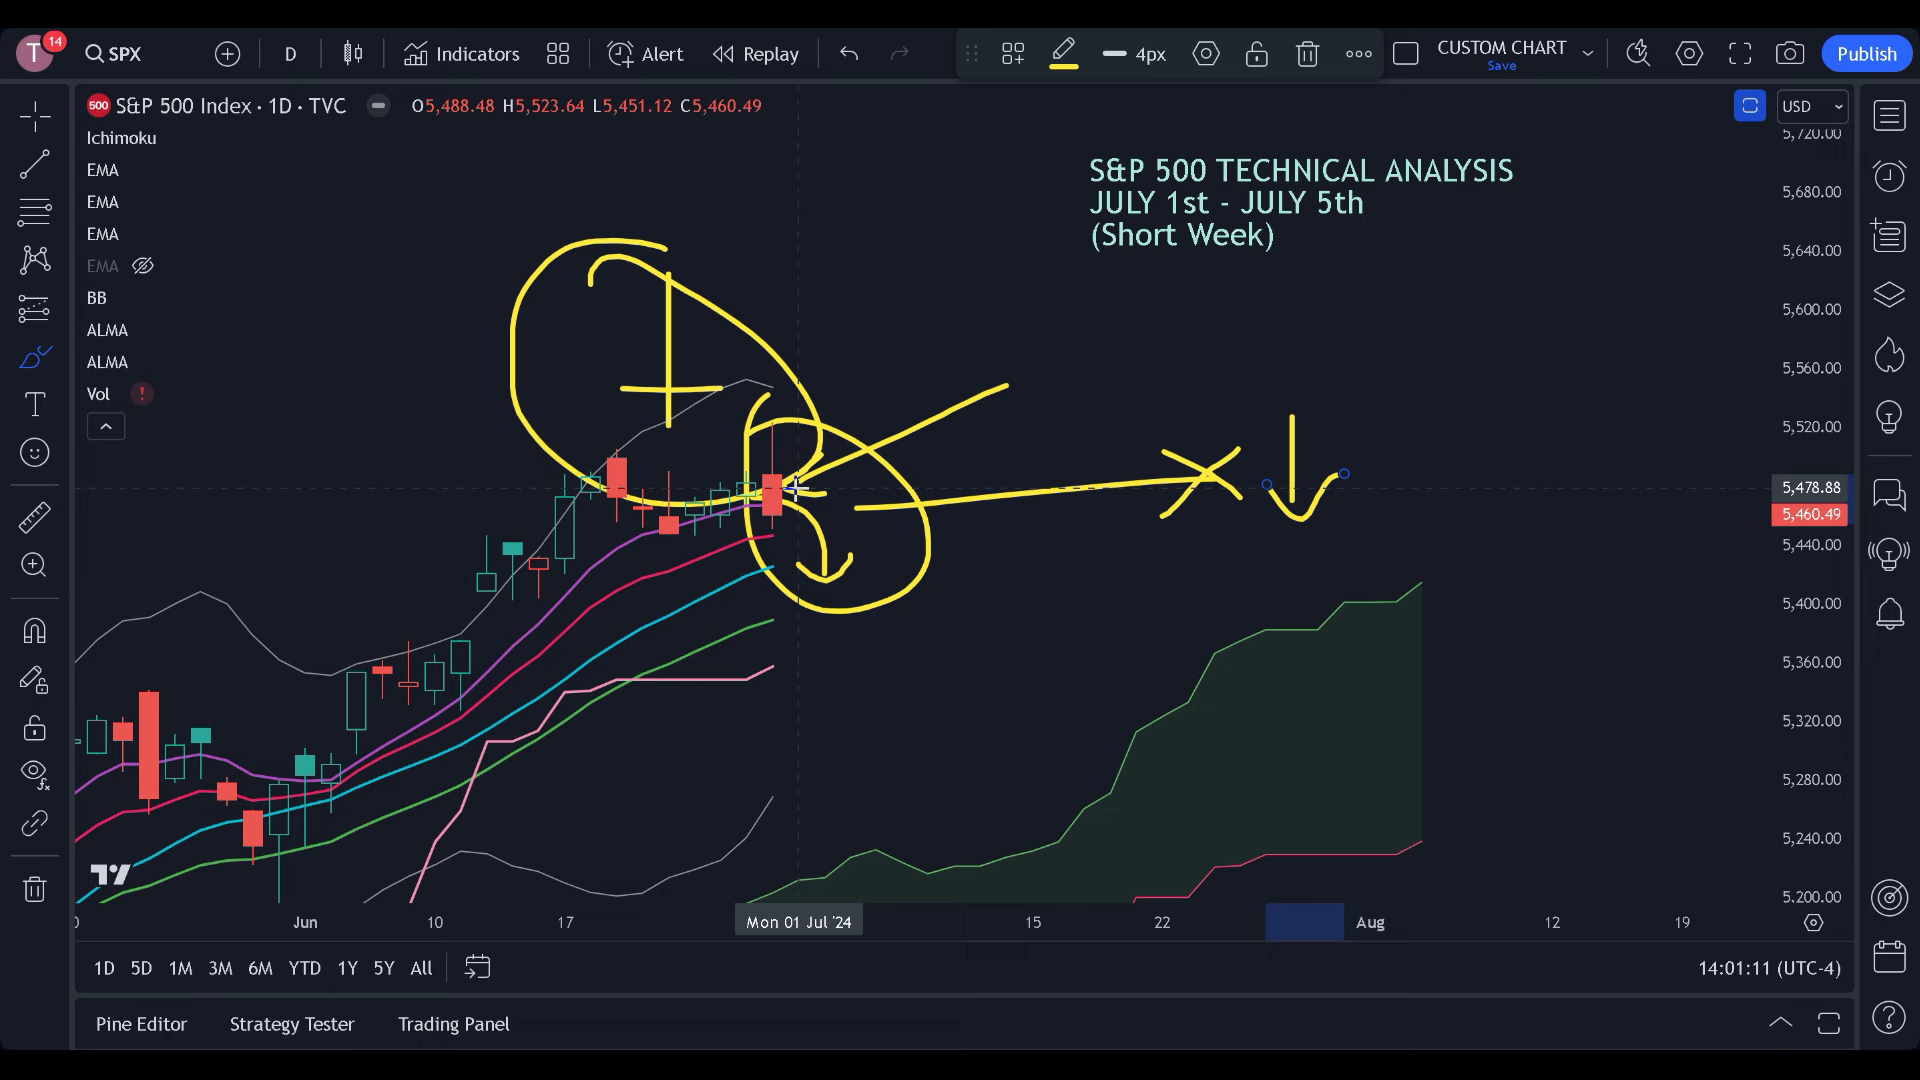 T
14
SPX
D
Indicators
Alert
Replay
4px
CUSTOM CHART
Save
Publish
500
S&P 500 Index · 1D · TVC
O5,488.48 H5,523.64 L5,451.12 C5,460.49
USD
Ichimoku
EMA
EMA
EMA
EMA
BB
ALMA
ALMA
Vol
!
S&P 500 TECHNICAL ANALYSIS
JULY 1st - JULY 5th
(Short Week)
5,720.00
5,680.00
5,640.00
5,600.00
5,560.00
5,520.00
5,478.88
5,460.49
5,440.00
5,400.00
5,360.00
5,320.00
5,280.00
5,240.00
5,200.00
Jun
10
17
Mon 01 Jul '24
15
22
Aug
12
19
1D
5D
1M
3M
6M
YTD
1Y
5Y
All
14:01:11 (UTC-4)
Pine Editor
Strategy Tester
Trading Panel